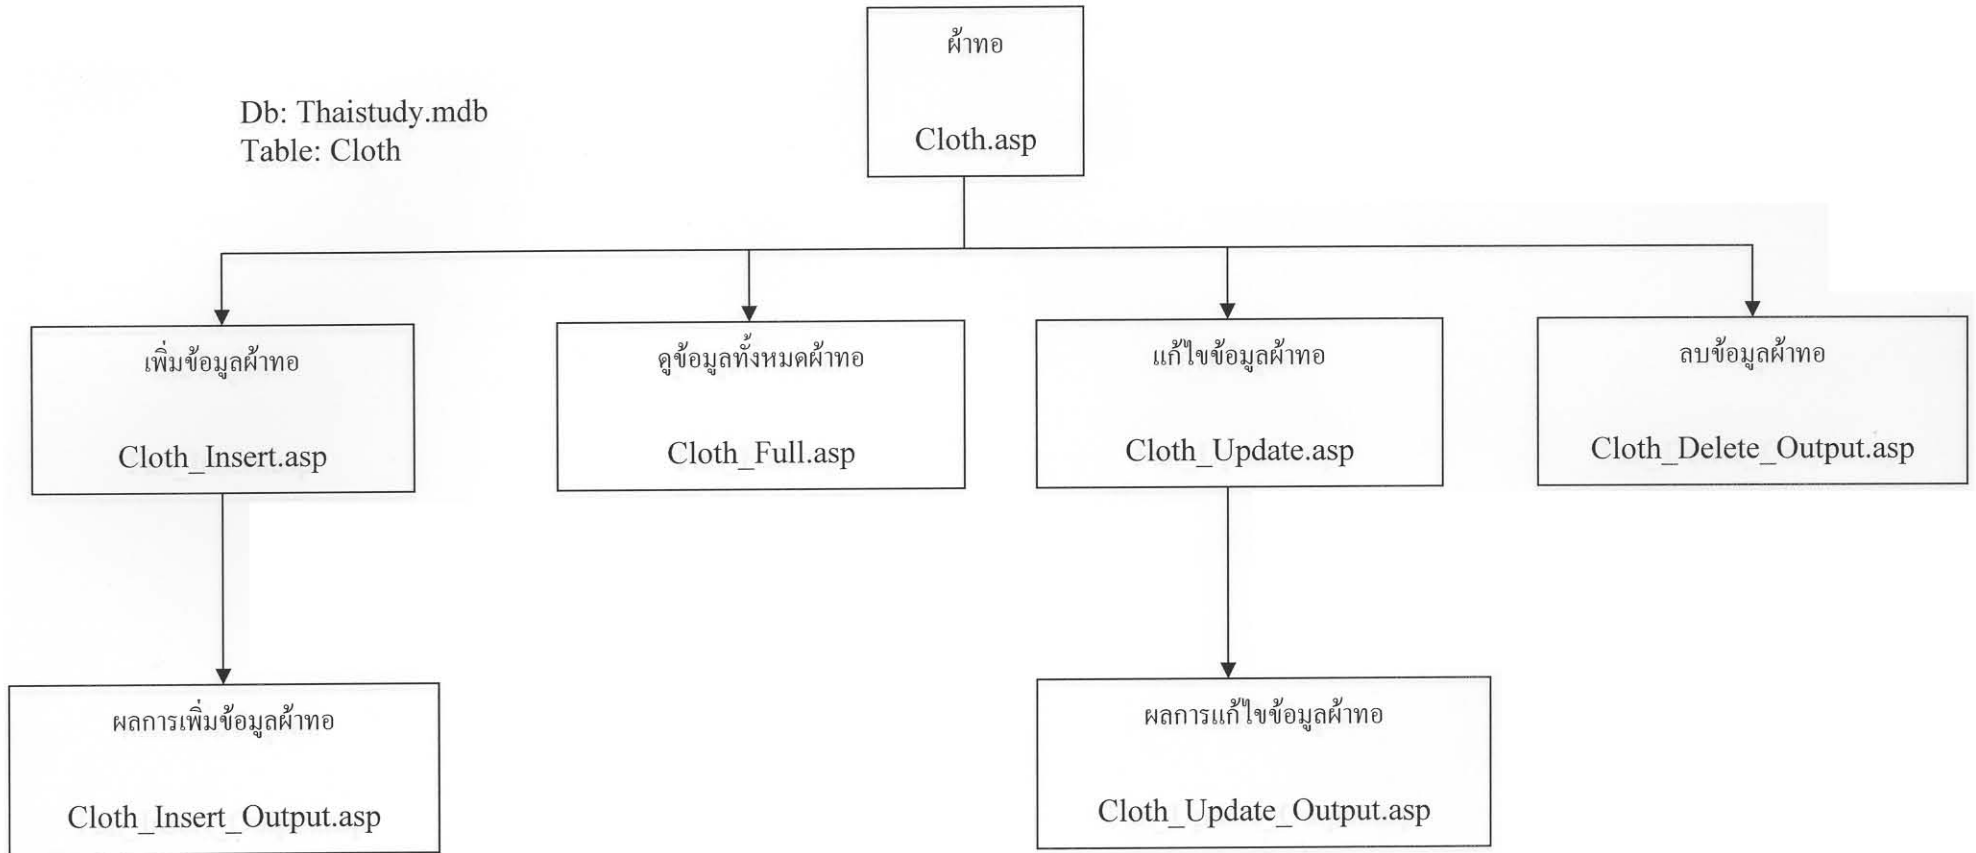 ผ้าทอ
Cloth.asp
Db: Thaistudy.mdb
Table: Cloth
เพิ่มข้อมูลผ้าทอ
Cloth_Insert.asp
ดูข้อมูลทั้งหมดผ้าทอ
Cloth_Full.asp
แก้ไขข้อมูลผ้าทอ
Cloth_Update.asp
ลบข้อมูลผ้าทอ
Cloth_Delete_Output.asp
ผลการเพิ่มข้อมูลผ้าทอ
Cloth_Insert_Output.asp
ผลการแก้ไขข้อมูลผ้าทอ
Cloth_Update_Output.asp